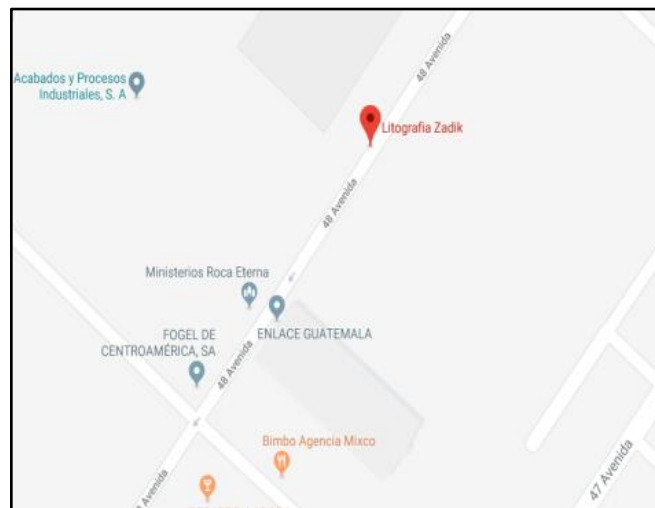 48 Avenida
Acabados y Procesos
Industriales, S. A
Litografia Zadik
48 Avenida
Ministerios Roca Eterna
ENLACE GUATEMALA
FOGEL DE
CENTROAMÉRICA, SA
48 Avenida
Bimbo Agencia Mixco
47 Avenida
Avenida